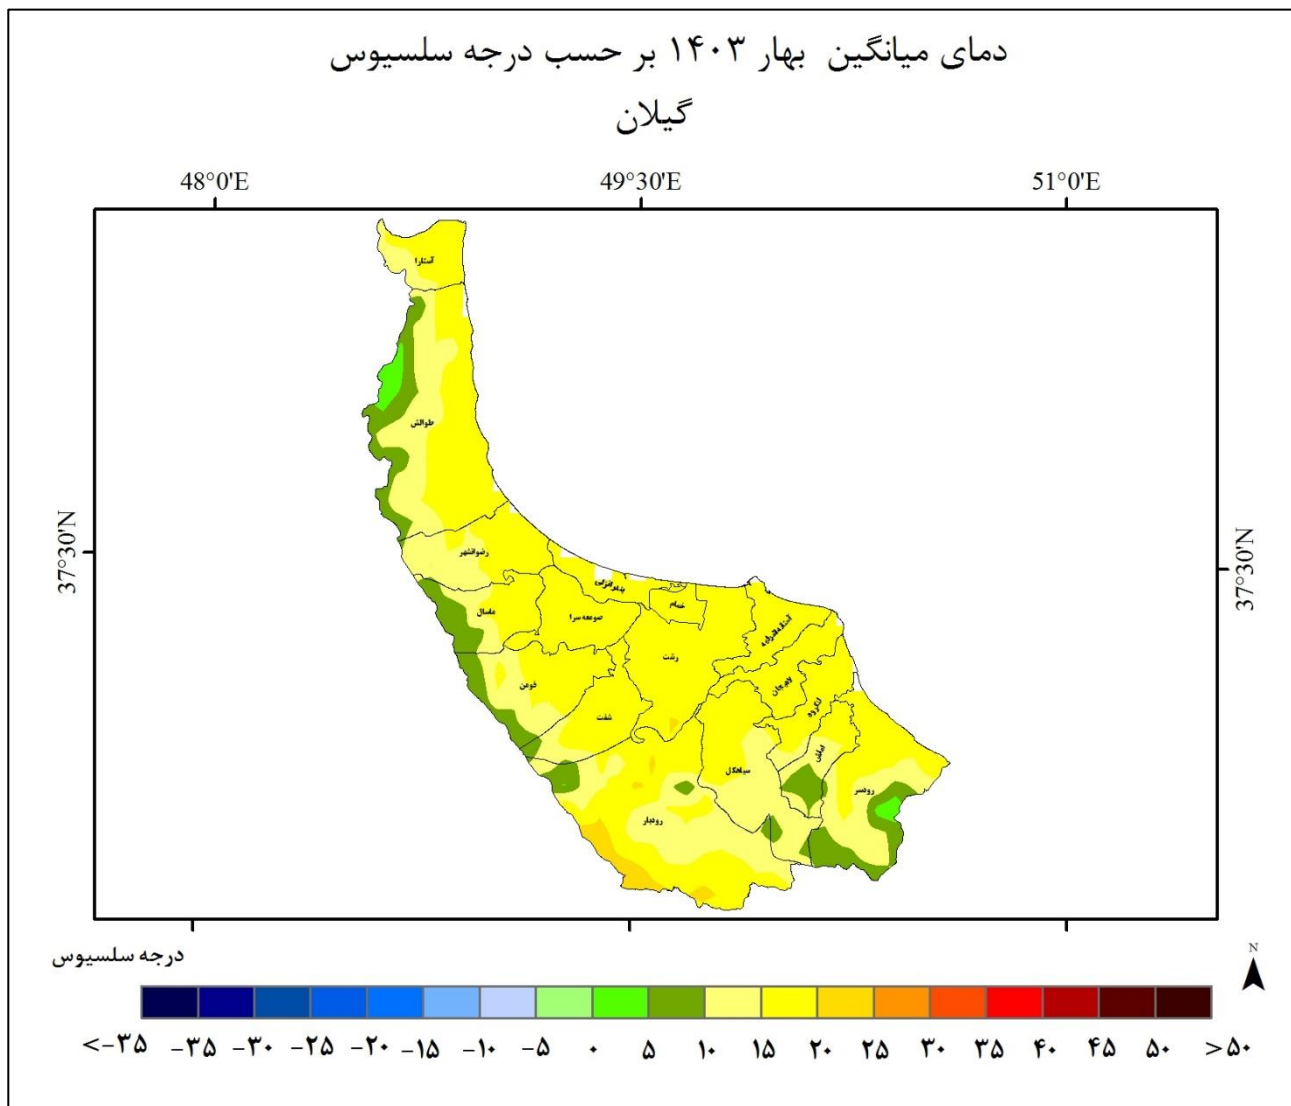 دمای میانگین بهار ۱۴۰۳ بر حسب درجه سلسیوس
گیلان
48°0'E 49°30'E 51°0'E
37°30'N
37°30'N
آستارا
طوالش
رضوانشهر
بندرانزلی
خمام
ماسال
صومعه سرا
آستانه اشرفیه
رشت
لاهیجان
فومن
لنگرود
شفت
املش
سیاهکل
رودسر
رودبار
درجه سلسیوس
N
<-۳۵ -۳۵ -۳۰ -۲۵ -۲۰ -۱۵ -۱۰ -۵ ۰ ۵ ۱۰ ۱۵ ۲۰ ۲۵ ۳۰ ۳۵ ۴۰ ۴۵ ۵۰ >۵۰